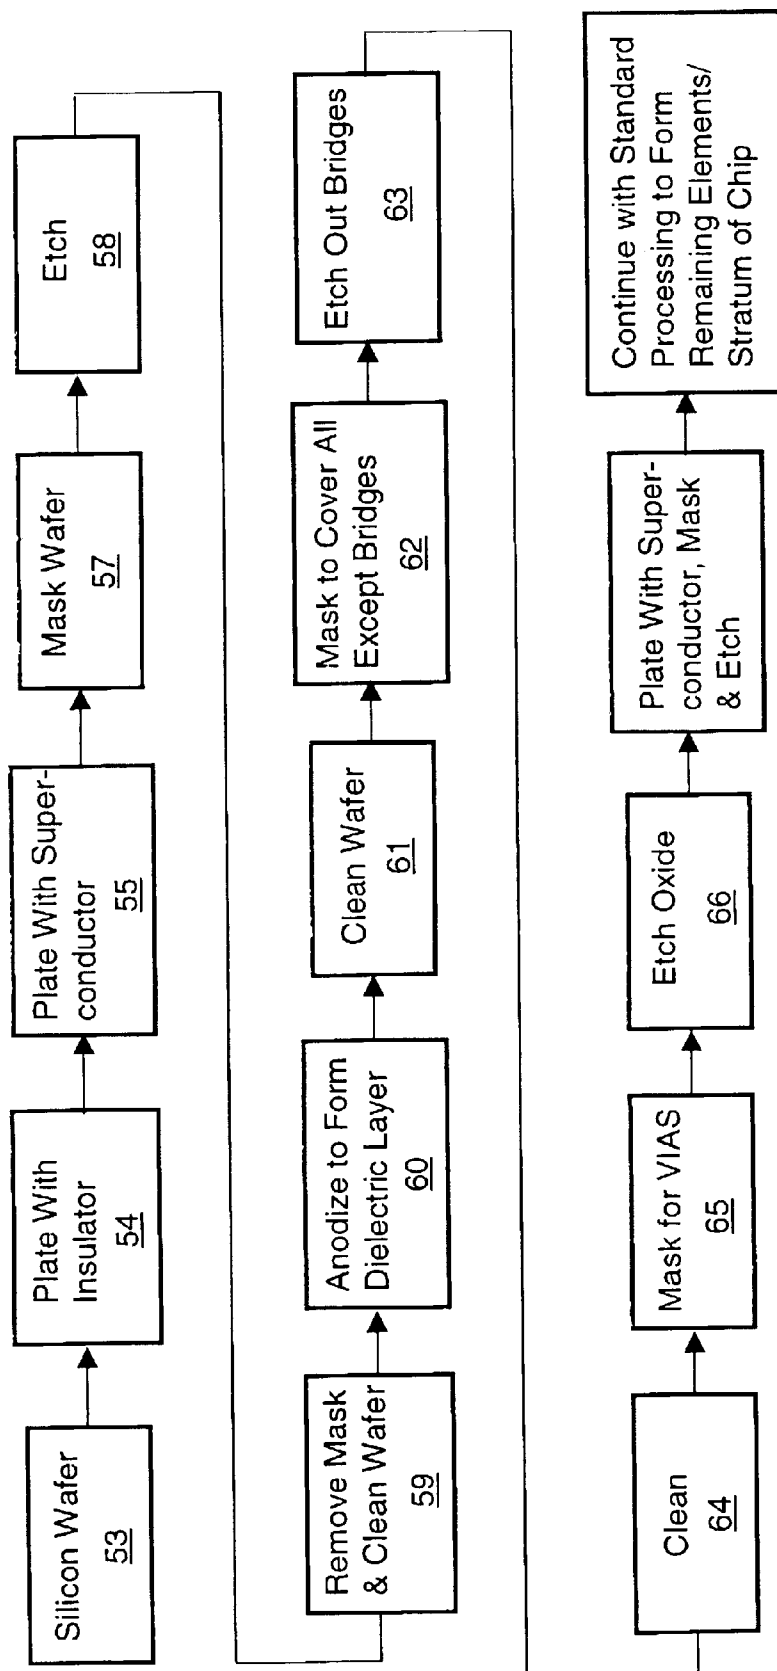 Silicon Wafer
53
Plate With
Insulator
54
Plate With Super-
conductor
55
Mask Wafer
57
Etch
58
Remove Mask
& Clean Wafer
59
Anodize to Form
Dielectric Layer
60
Clean Wafer
61
Mask to Cover All
Except Bridges
62
Etch Out Bridges
63
Clean
64
Mask for VIAS
65
Etch Oxide
66
Plate With Super-
conductor, Mask
& Etch
Continue with Standard
Processing to Form
Remaining Elements/
Stratum of Chip